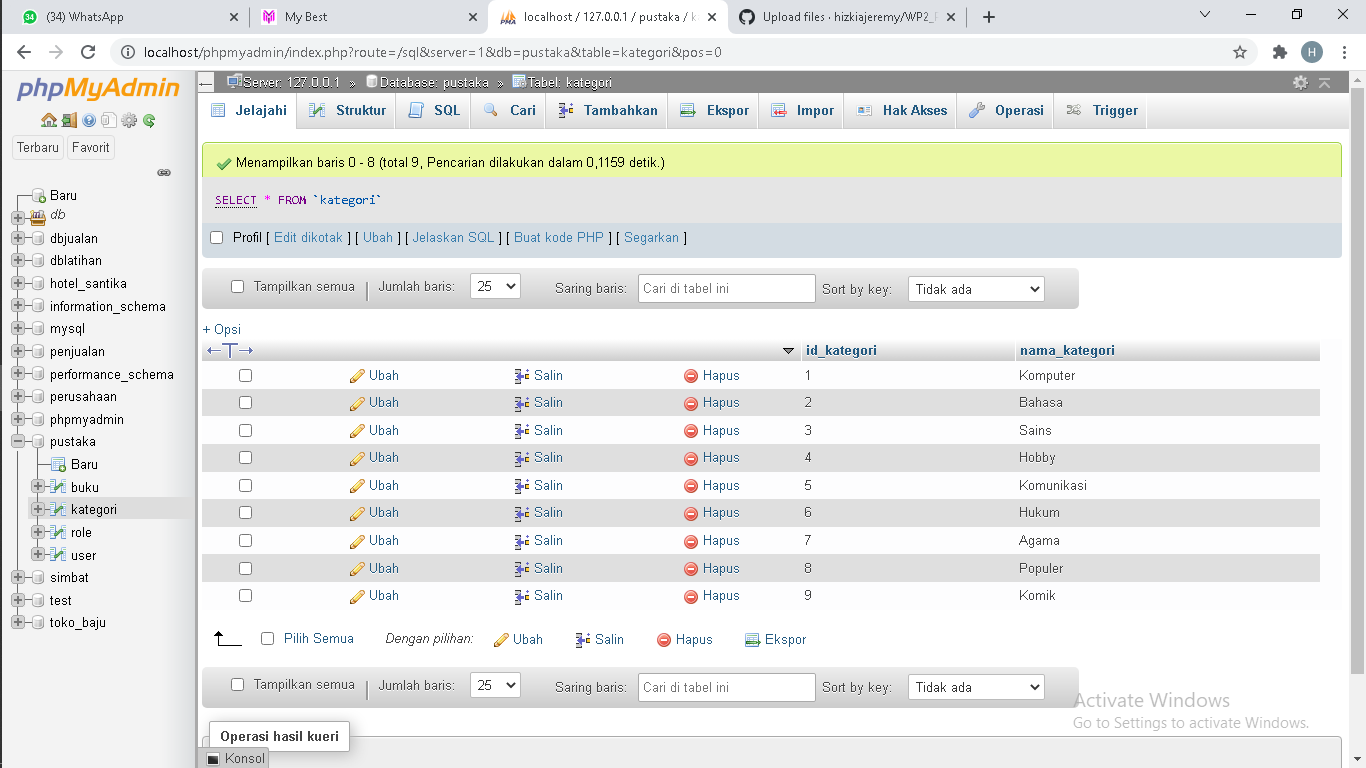 (34) WhatsApp
My Best
localhost / 127.0.0.1 / pustaka / k
Upload files · hizkiajeremy/WP2_
localhost/phpmyadmin/index.php?route=/sql&server=1&db=pustaka&table=kategori&pos=0
H
phpMyAdmin
Terbaru Favorit
Baru
db
dbjualan
dblatihan
hotel_santika
information_schema
mysql
penjualan
performance_schema
perusahaan
phpmyadmin
pustaka
Baru
buku
kategori
role
user
simbat
test
toko_baju
Server: 127.0.0.1 » Database: pustaka » Tabel: kategori
Jelajahi Struktur SQL Cari Tambahkan Ekspor Impor Hak Akses Operasi Trigger
Menampilkan baris 0 - 8 (total 9, Pencarian dilakukan dalam 0,1159 detik.)
SELECT * FROM `kategori`
Profil [ Edit dikotak ] [ Ubah ] [ Jelaskan SQL ] [ Buat kode PHP ] [ Segarkan ]
Tampilkan semua | Jumlah baris: 25 Saring baris: Cari di tabel ini Sort by key: Tidak ada
+ Opsi
←T→ id_kategori nama_kategori
Ubah Salin Hapus 1 Komputer
Ubah Salin Hapus 2 Bahasa
Ubah Salin Hapus 3 Sains
Ubah Salin Hapus 4 Hobby
Ubah Salin Hapus 5 Komunikasi
Ubah Salin Hapus 6 Hukum
Ubah Salin Hapus 7 Agama
Ubah Salin Hapus 8 Populer
Ubah Salin Hapus 9 Komik
Pilih Semua Dengan pilihan: Ubah Salin Hapus Ekspor
Tampilkan semua | Jumlah baris: 25 Saring baris: Cari di tabel ini Sort by key: Tidak ada
Operasi hasil kueri
Konsol
Activate Windows
Go to Settings to activate Windows.